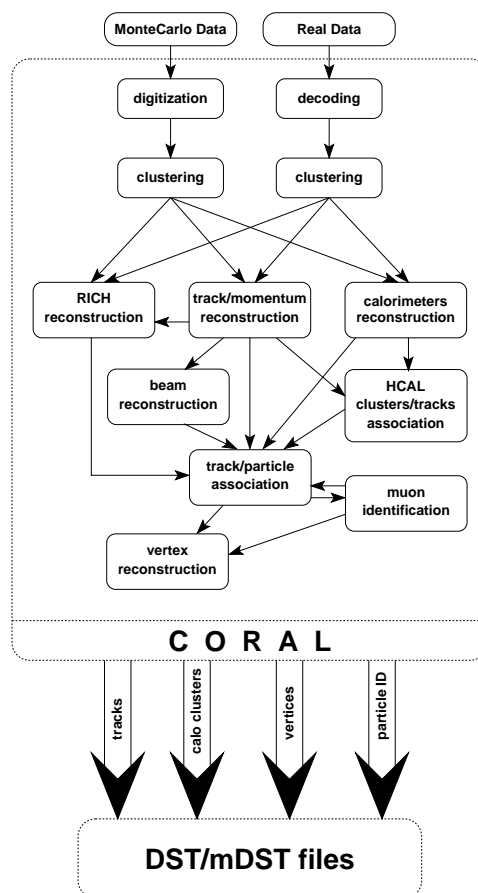 MonteCarlo Data
Real Data
digitization
decoding
clustering
clustering
RICH
reconstruction
track/momentum
reconstruction
calorimeters
reconstruction
beam
reconstruction
HCAL
clusters/tracks
association
track/particle
association
muon
identification
vertex
reconstruction
C O R A L
tracks
calo clusters
vertices
particle ID
DST/mDST files